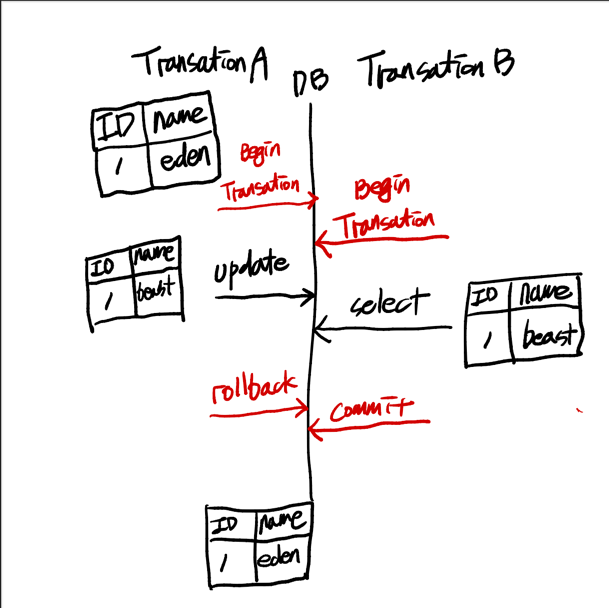 Transation A
DB
Transation B
ID name
1 eden
Begin
Transation
Begin
Transation
ID name
1 beast
update
select
ID name
1 beast
rollback
commit
ID name
1 eden